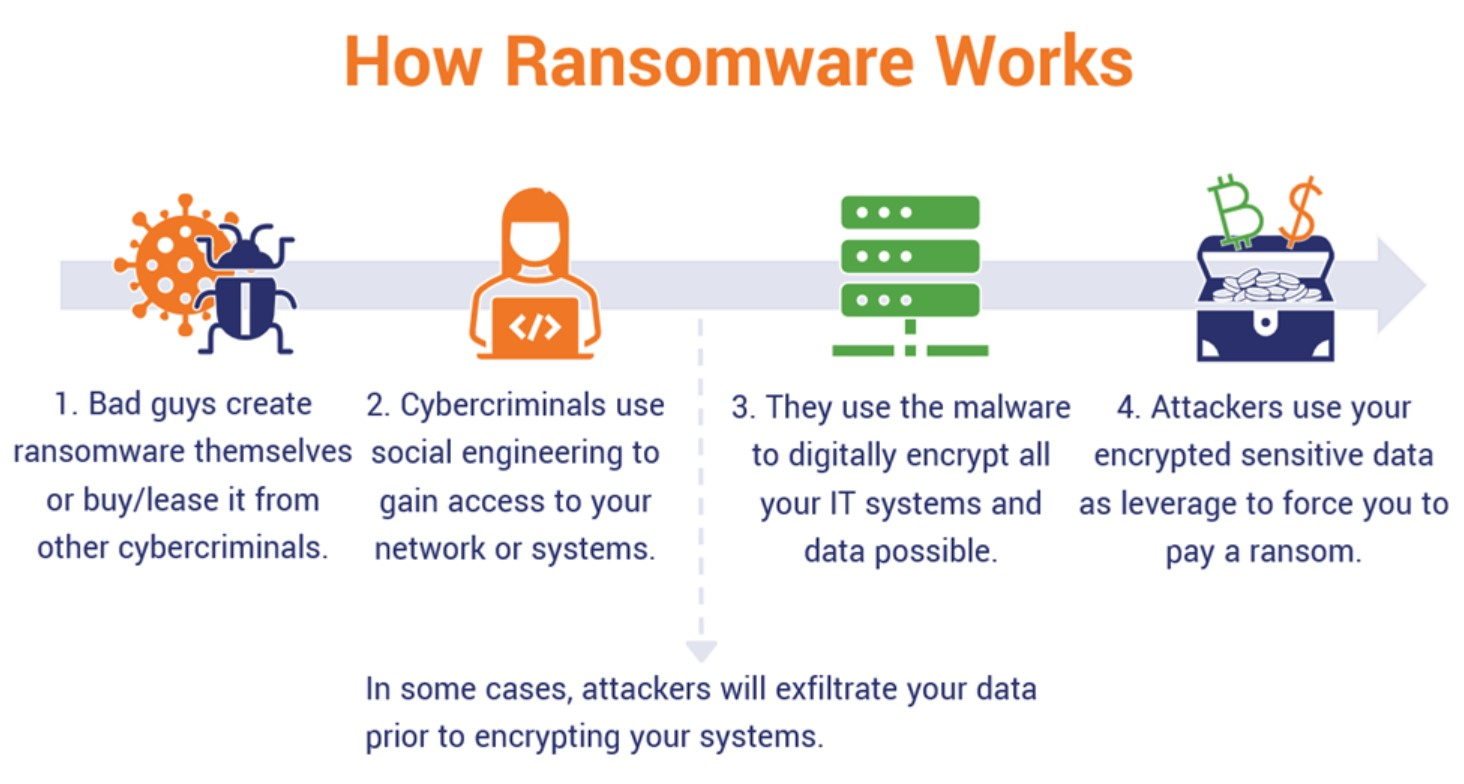 How Ransomware Works
</>
1. Bad guys create
ransomware themselves
or buy/lease it from
other cybercriminals.
2. Cybercriminals use
social engineering to
gain access to your
network or systems.
3. They use the malware
to digitally encrypt all
your IT systems and
data possible.
4. Attackers use your
encrypted sensitive data
as leverage to force you to
pay a ransom.
In some cases, attackers will exfiltrate your data
prior to encrypting your systems.